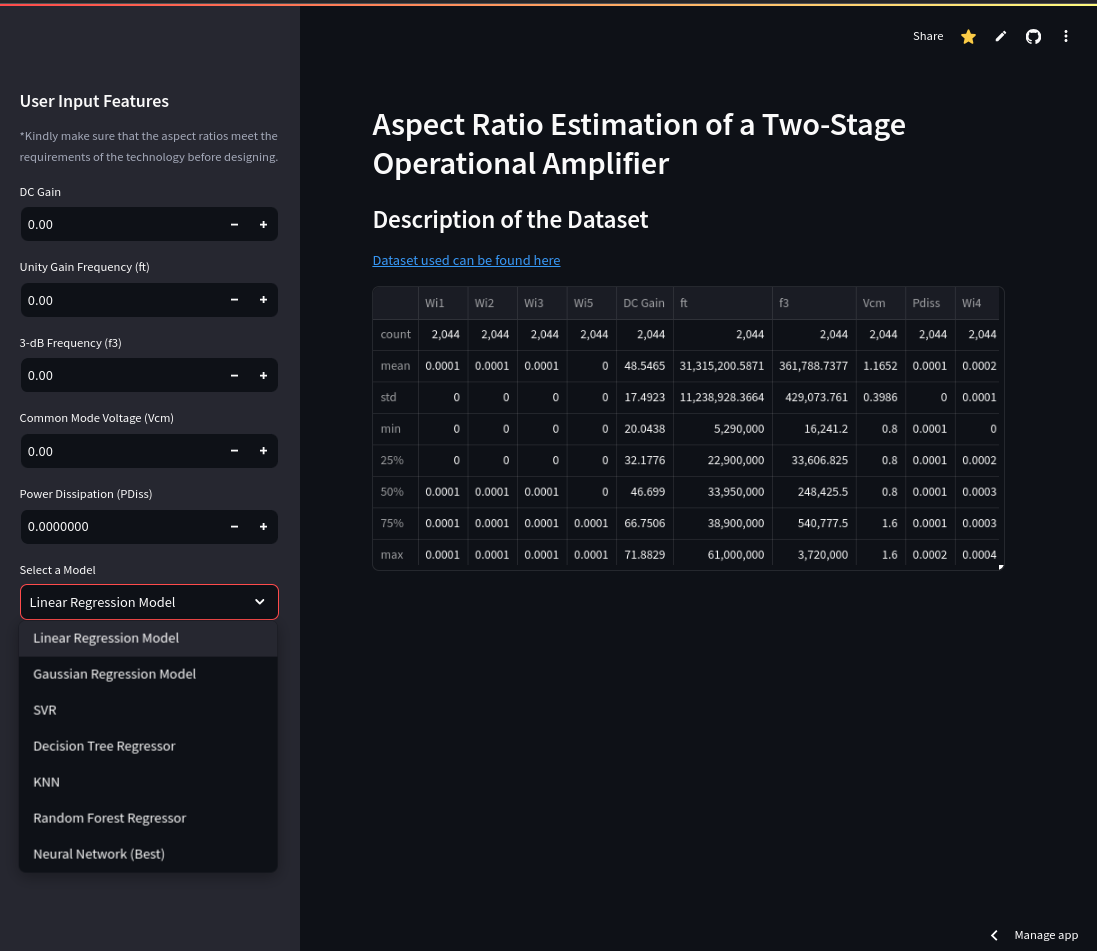 Share
User Input Features
*Kindly make sure that the aspect ratios meet the
requirements of the technology before designing.
DC Gain
0.00
Unity Gain Frequency (ft)
0.00
3-dB Frequency (f3)
0.00
Common Mode Voltage (Vcm)
0.00
Power Dissipation (PDiss)
0.0000000
Select a Model
Linear Regression Model
Linear Regression Model
Gaussian Regression Model
SVR
Decision Tree Regressor
KNN
Random Forest Regressor
Neural Network (Best)
Aspect Ratio Estimation of a Two-Stage
Operational Amplifier
Description of the Dataset
Dataset used can be found here
Wi1 Wi2 Wi3 Wi5 DC Gain ft f3 Vcm Pdiss Wi4
count 2,044 2,044 2,044 2,044 2,044 2,044 2,044 2,044 2,044 2,044
mean 0.0001 0.0001 0.0001 0 48.5465 31,315,200.5871 361,788.7377 1.1652 0.0001 0.0002
std 0 0 0 0 17.4923 11,238,928.3664 429,073.761 0.3986 0 0.0001
min 0 0 0 0 20.0438 5,290,000 16,241.2 0.8 0.0001 0
25% 0 0 0 0 32.1776 22,900,000 33,606.825 0.8 0.0001 0.0002
50% 0.0001 0.0001 0.0001 0 46.699 33,950,000 248,425.5 0.8 0.0001 0.0003
75% 0.0001 0.0001 0.0001 0.0001 66.7506 38,900,000 540,777.5 1.6 0.0001 0.0003
max 0.0001 0.0001 0.0001 0.0001 71.8829 61,000,000 3,720,000 1.6 0.0002 0.0004
Manage app